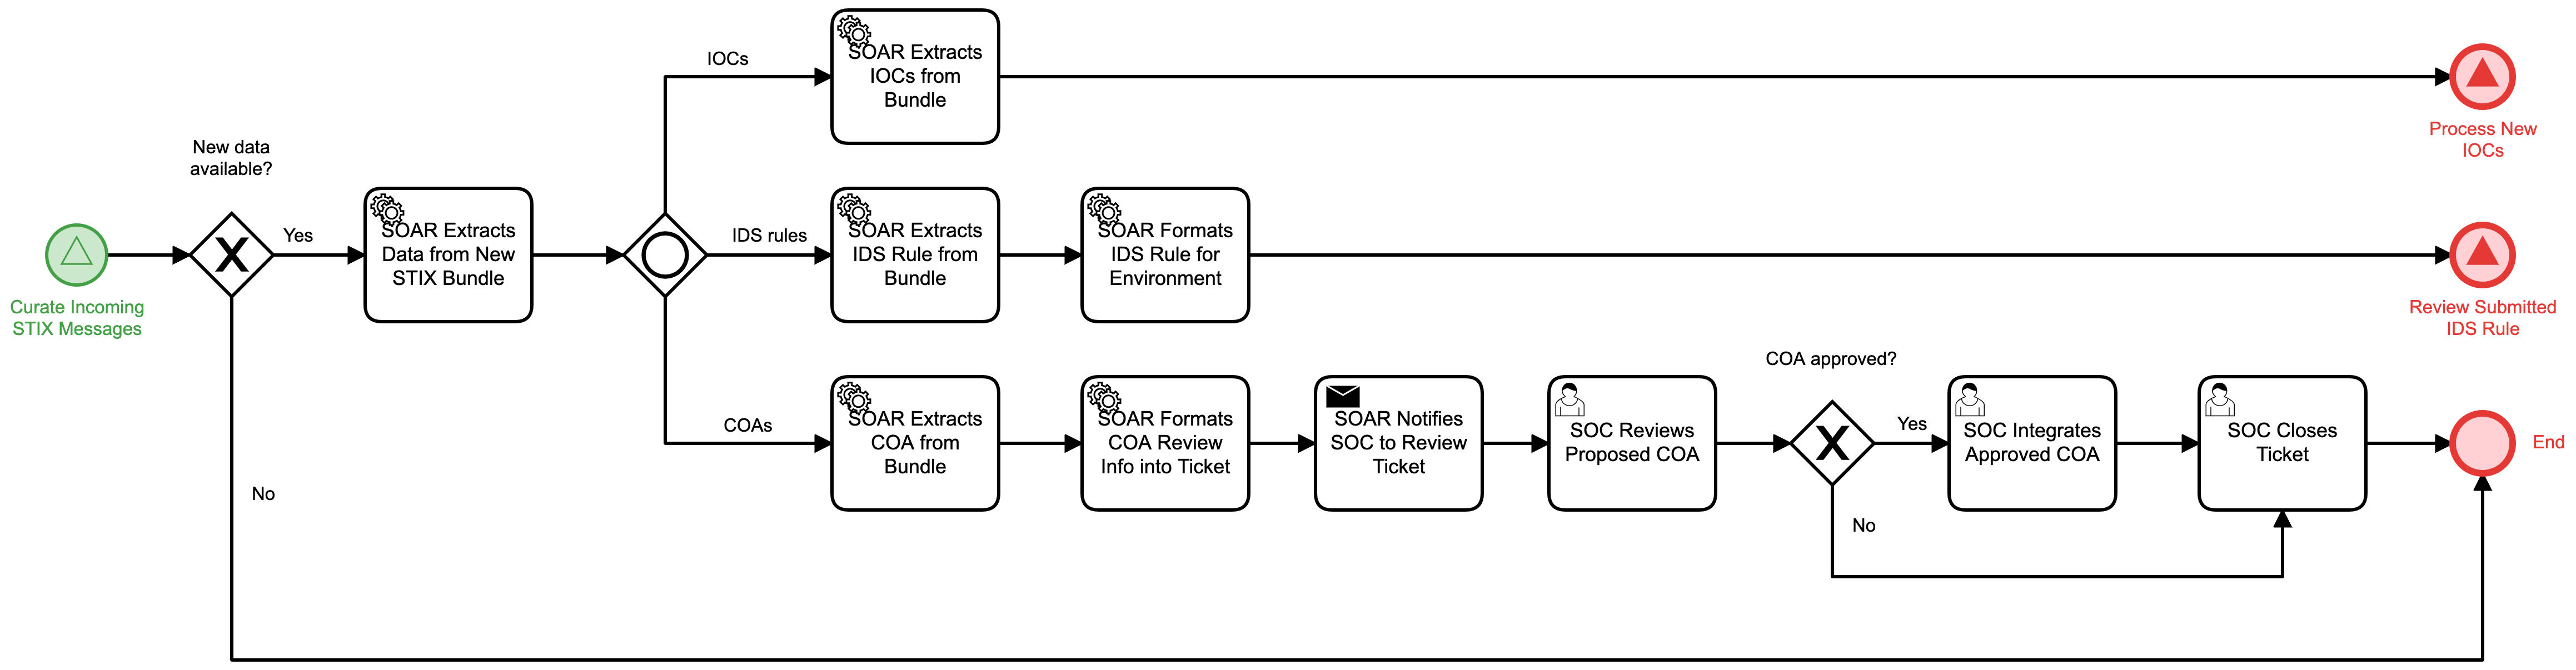 IOCs
SOAR Extracts
IOCs from
Bundle
Process New
IOCs
New data
available?
Curate Incoming
STIX Messages
Yes
SOAR Extracts
Data from New
STIX Bundle
IDS rules
SOAR Extracts
IDS Rule from
Bundle
SOAR Formats
IDS Rule for
Environment
Review Submitted
IDS Rule
No
COAs
SOAR Extracts
COA from
Bundle
SOAR Formats
COA Review
Info into Ticket
SOAR Notifies
SOC to Review
Ticket
SOC Reviews
Proposed COA
COA approved?
Yes
No
SOC Integrates
Approved COA
SOC Closes
Ticket
End